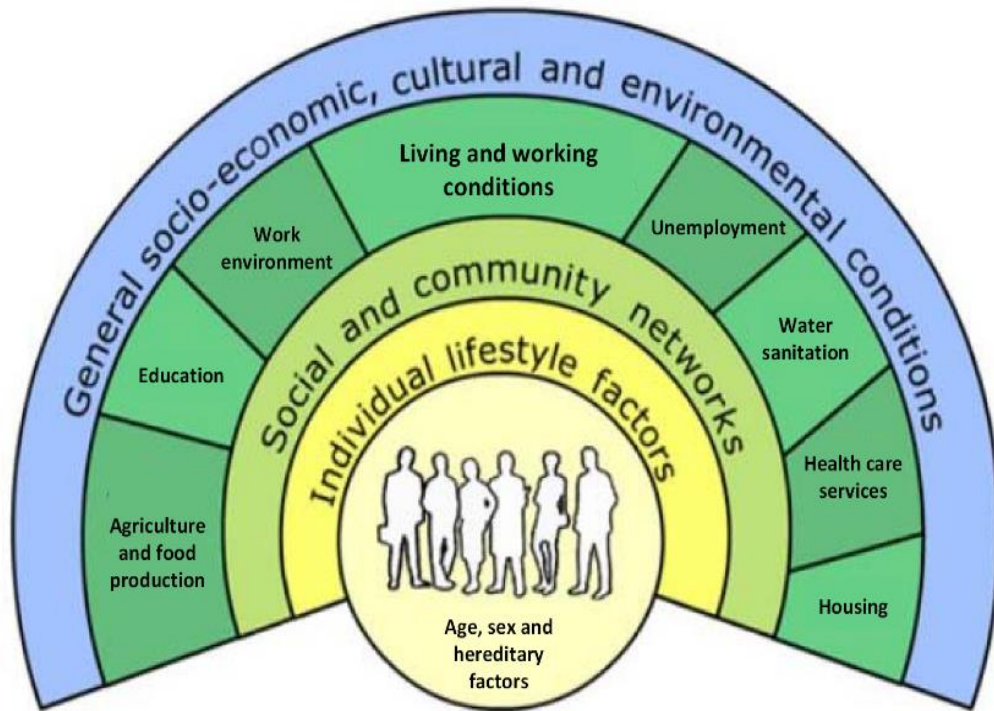 General socio-economic, cultural and environmental conditions
Living and working
conditions
Work
environment
Unemployment
Education
Water
sanitation
Agriculture
and food
production
Health care
services
Housing
Social and community networks
Individual lifestyle factors
Age, sex and
hereditary
factors